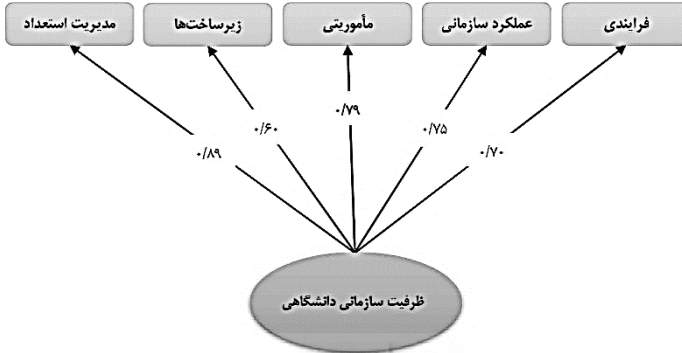 فرایندی
عملکرد سازمانی
مأموریتی
زیرساخت‌ها
مدیریت استعداد
۰/۷۰
۰/۷۵
۰/۷۹
۰/۶۰
۰/۸۹
ظرفیت سازمانی دانشگاهی